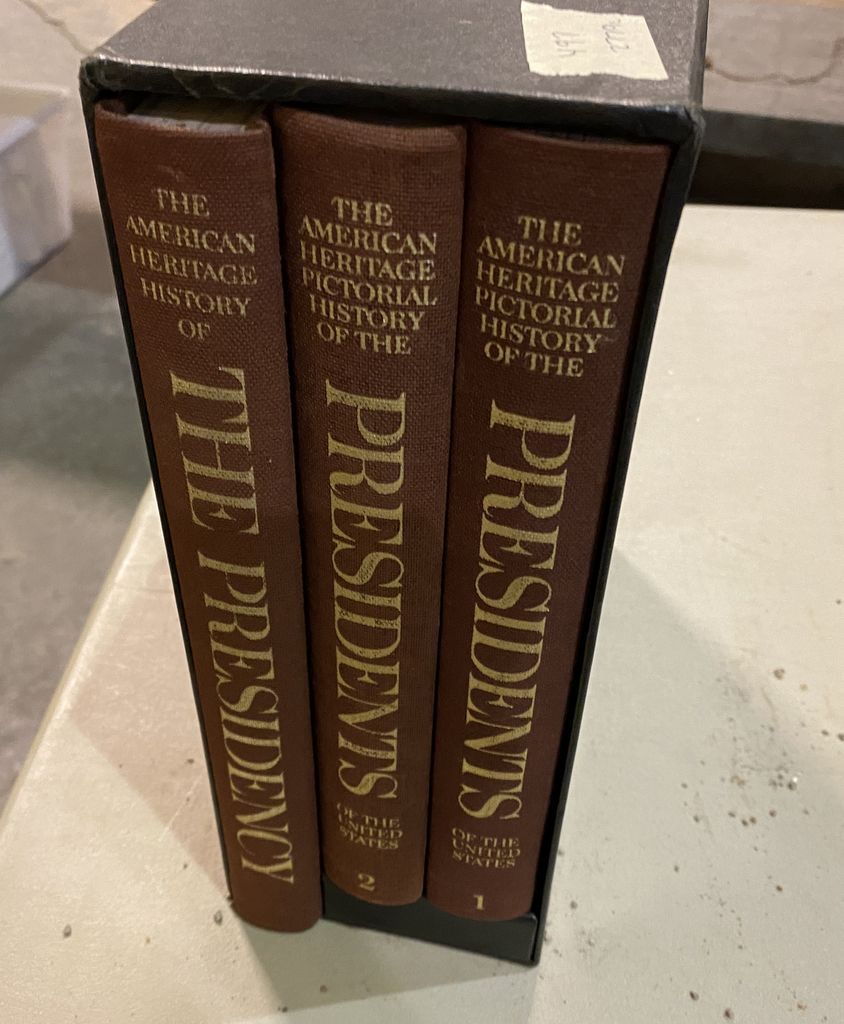 THE
AMERICAN
HERITAGE
HISTORY
OF
THE PRESIDENCY
THE
AMERICAN
HERITAGE
PICTORIAL
HISTORY
OF THE
PRESIDENTS
OF THE
UNITED
STATES
2
THE
AMERICAN
HERITAGE
PICTORIAL
HISTORY
OF THE
PRESIDENTS
OF THE
UNITED
STATES
1